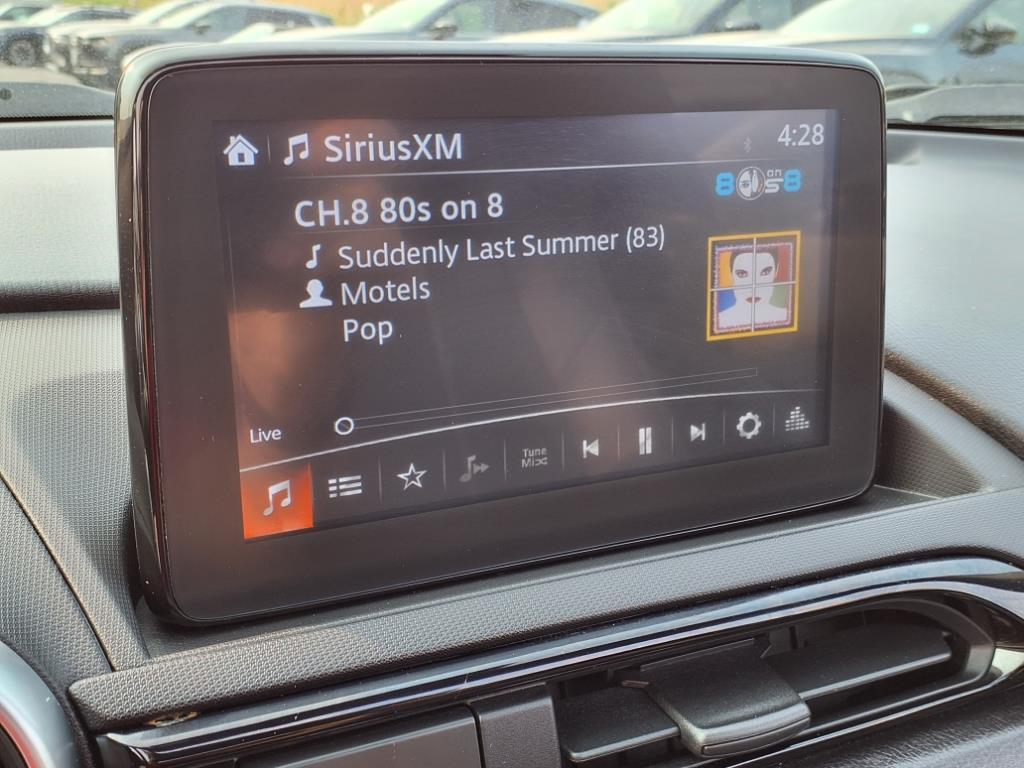 SiriusXM
4:28
8 80s on 8
CH.8 80s on 8
Suddenly Last Summer (83)
Motels
Pop
Live
Tune
Mix